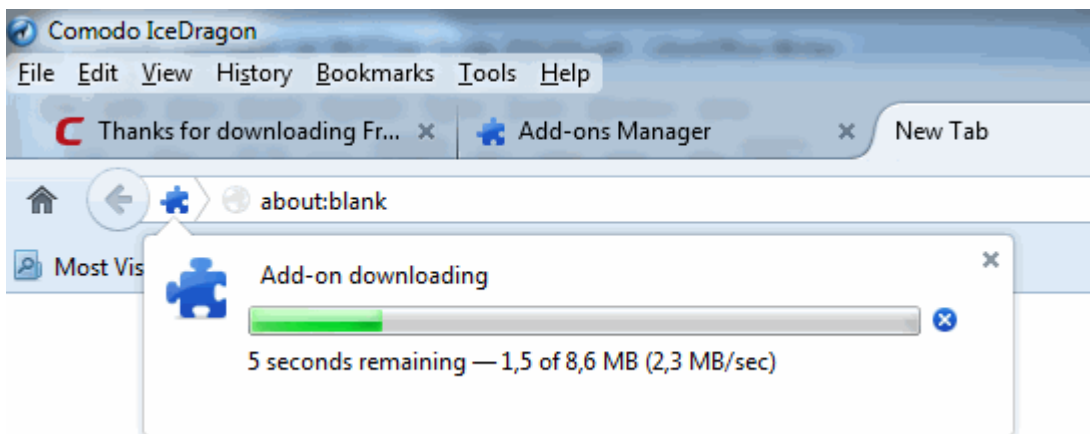 Comodo IceDragon
File Edit View History Bookmarks Tools Help
Thanks for downloading Fr... Add-ons Manager New Tab
about:blank
Most Vis
Add-on downloading
5 seconds remaining — 1,5 of 8,6 MB (2,3 MB/sec)